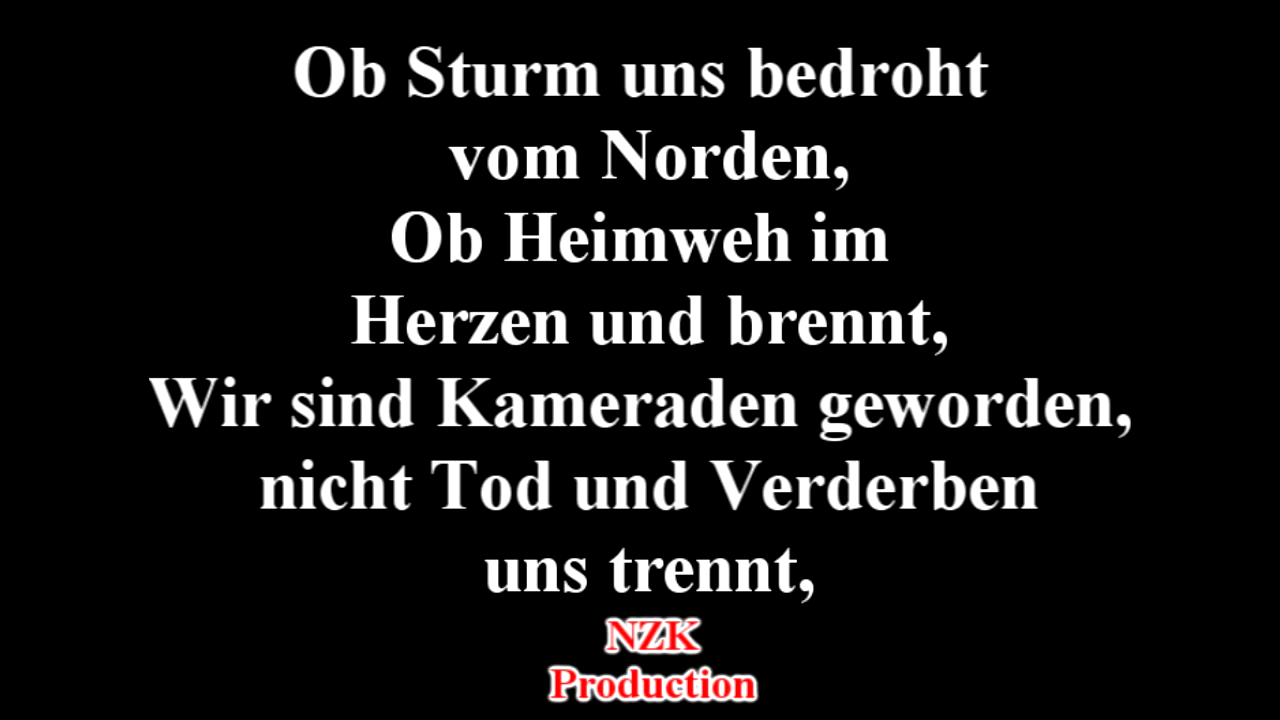 Ob Sturm uns bedroht
vom Norden,
Ob Heimweh im
Herzen und brennt,
Wir sind Kameraden geworden,
nicht Tod und Verderben
uns trennt,
NZK
Production